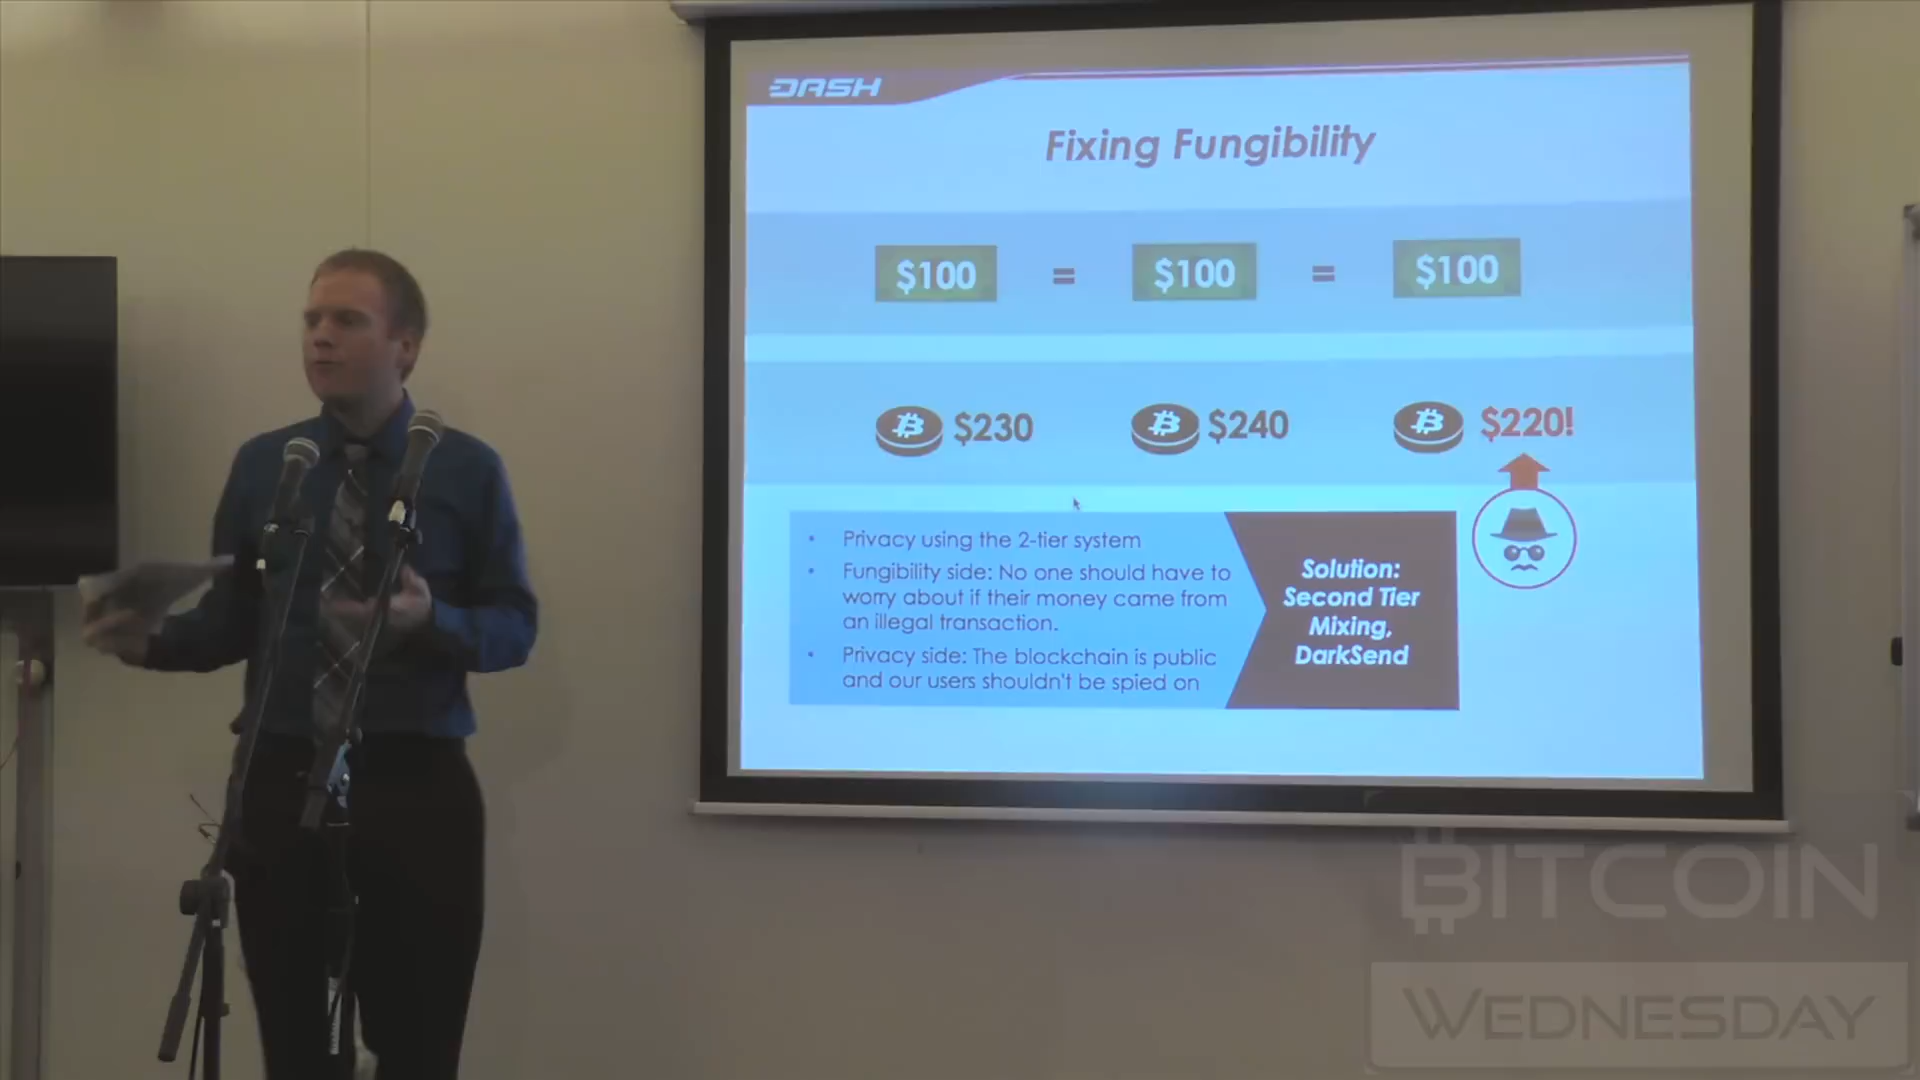 DASH
Fixing Fungibility
$100 = $100 = $100
$230 $240 $220!
• Privacy using the 2-tier system
• Fungibility side: No one should have to
worry about if their money came from
an illegal transaction.
• Privacy side: The blockchain is public
and our users shouldn't be spied on
Solution:
Second Tier
Mixing,
DarkSend
BITCOIN
WEDNESDAY